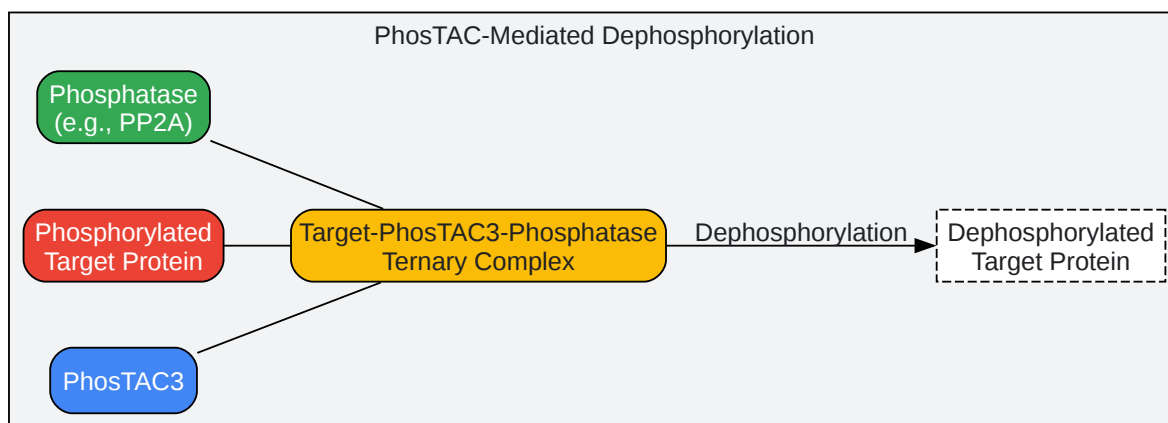 PhosTAC-Mediated Dephosphorylation
Phosphatase
(e.g., PP2A)
Phosphorylated
Target Protein
PhosTAC3
Target-PhosTAC3-Phosphatase
Ternary Complex
Dephosphorylation
Dephosphorylated
Target Protein